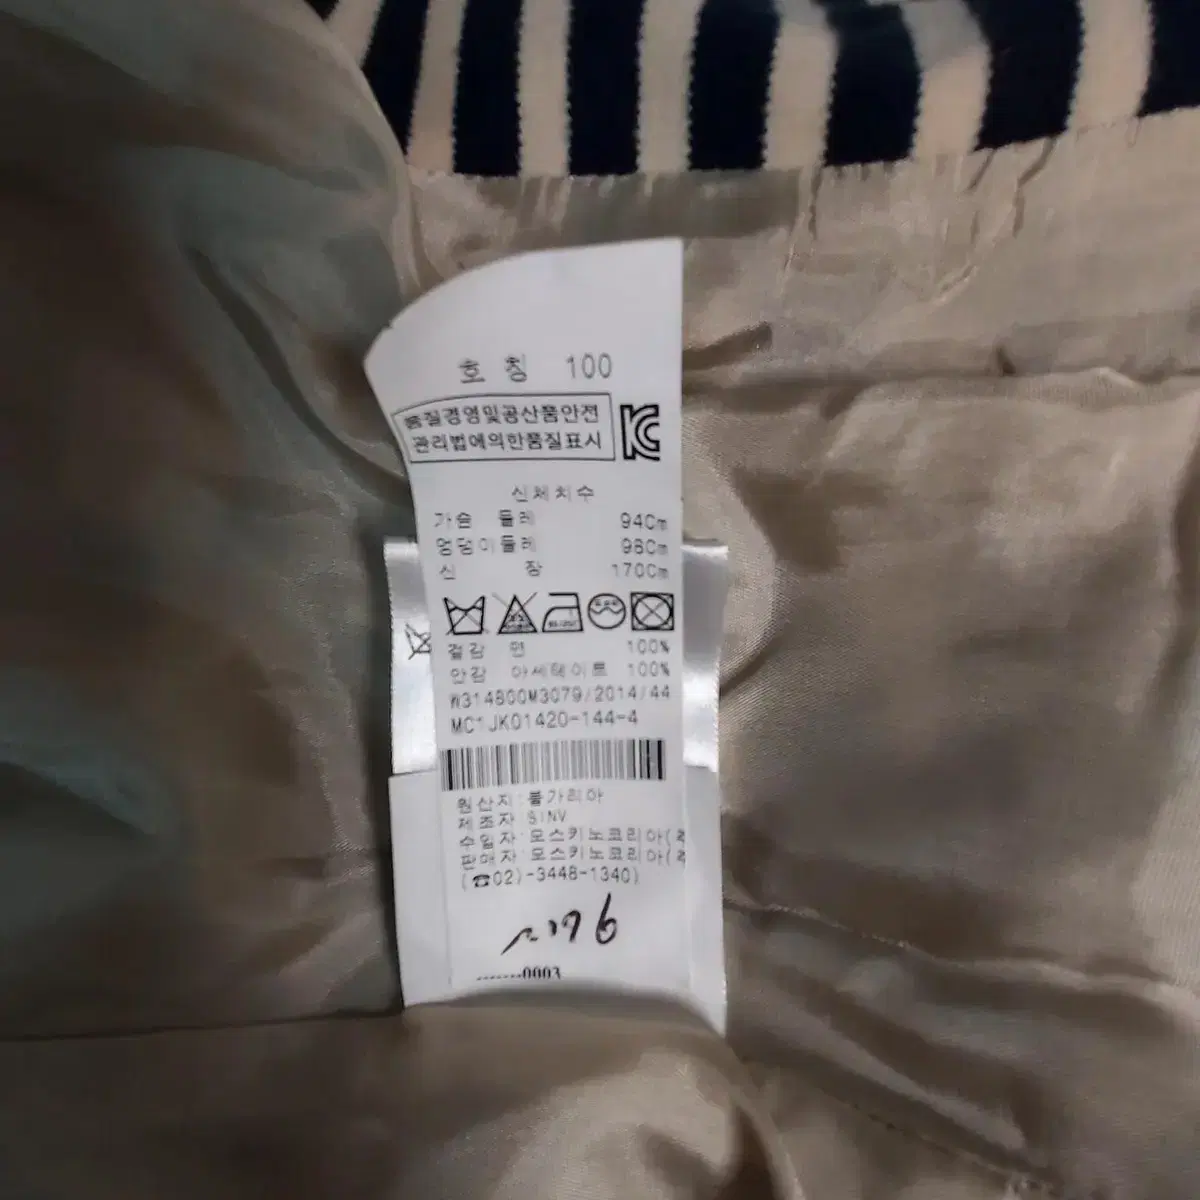 호칭 100
품질경영및공산품안전
관리법에의한품질표시
신체치수
가슴 둘레 94Cm
엉덩이둘레 98Cm
신 장 170Cm
겉감 면 100%
안감 아세테이트 100%
W314800M3079/2014/44
MC1JK01420-144-4
원산지:불가리아
제조자 SINV
수입자:모스키노코리아(주
판매자:모스키노코리아(주
(☎02)-3448-1340)
0003